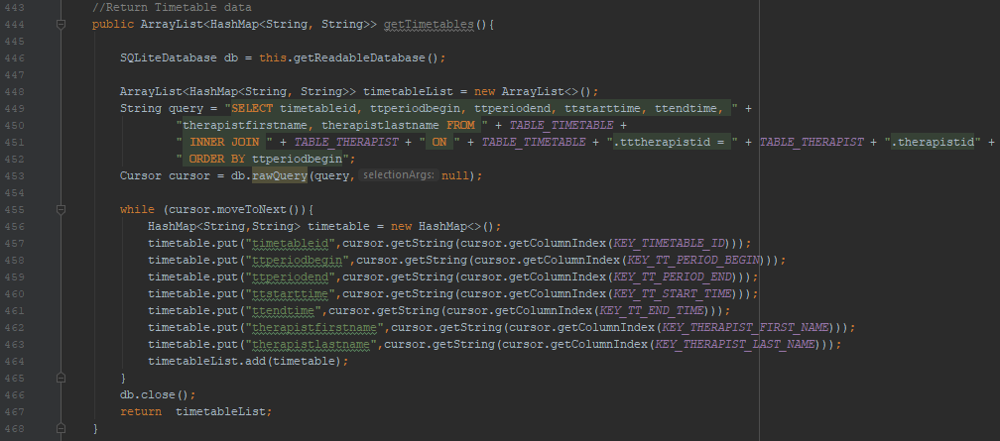 443 //Return Timetable data
444 public ArrayList<HashMap<String, String>> getTimetables(){
445
446 SQLiteDatabase db = this.getReadableDatabase();
447
448 ArrayList<HashMap<String, String>> timetableList = new ArrayList<>();
449 String query = "SELECT timetableid, ttperiodbegin, ttperiodend, ttstarttime, ttendtime, " +
450 "therapistfirstname, therapistlastname FROM " + TABLE_TIMETABLE +
451 " INNER JOIN " + TABLE_THERAPIST + " ON " + TABLE_TIMETABLE + ".tttherapistid = " + TABLE_THERAPIST + ".therapistid" +
452 " ORDER BY ttperiodbegin";
453 Cursor cursor = db.rawQuery(query, selectionArgs: null);
454
455 while (cursor.moveToNext()){
456 HashMap<String,String> timetable = new HashMap<>();
457 timetable.put("timetableid",cursor.getString(cursor.getColumnIndex(KEY_TIMETABLE_ID)));
458 timetable.put("ttperiodbegin",cursor.getString(cursor.getColumnIndex(KEY_TT_PERIOD_BEGIN)));
459 timetable.put("ttperiodend",cursor.getString(cursor.getColumnIndex(KEY_TT_PERIOD_END)));
460 timetable.put("ttstarttime",cursor.getString(cursor.getColumnIndex(KEY_TT_START_TIME)));
461 timetable.put("ttendtime",cursor.getString(cursor.getColumnIndex(KEY_TT_END_TIME)));
462 timetable.put("therapistfirstname",cursor.getString(cursor.getColumnIndex(KEY_THERAPIST_FIRST_NAME)));
463 timetable.put("therapistlastname",cursor.getString(cursor.getColumnIndex(KEY_THERAPIST_LAST_NAME)));
464 timetableList.add(timetable);
465 }
466 db.close();
467 return timetableList;
468 }